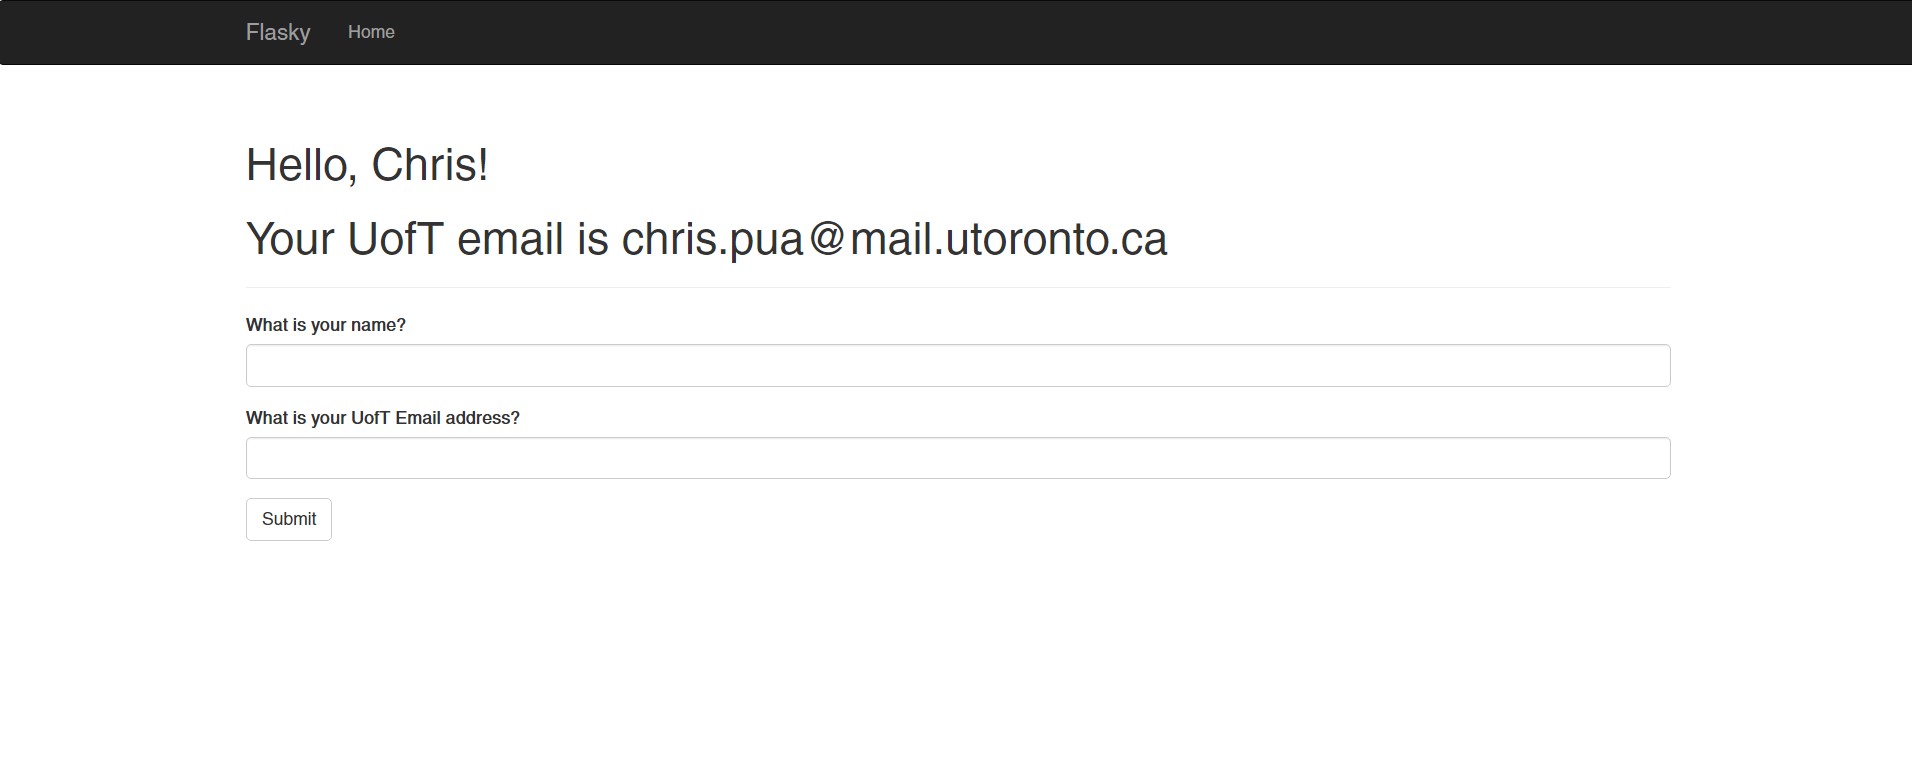 Flasky Home
Hello, Chris!
Your UofT email is chris.pua@mail.utoronto.ca
What is your name?
What is your UofT Email address?
Submit